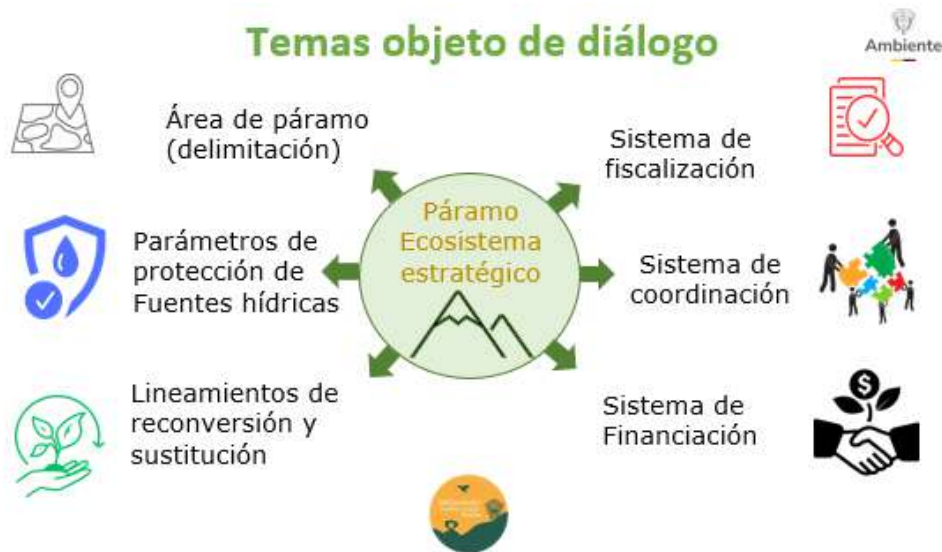 Temas objeto de diálogo
Ambiente
Área de páramo
(delimitación)
Parámetros de
protección de
Fuentes hídricas
Lineamientos de
reconversión y
sustitución
Páramo
Ecosistema
estratégico
Sistema de
fiscalización
Sistema de
coordinación
Sistema de
Financiación
$